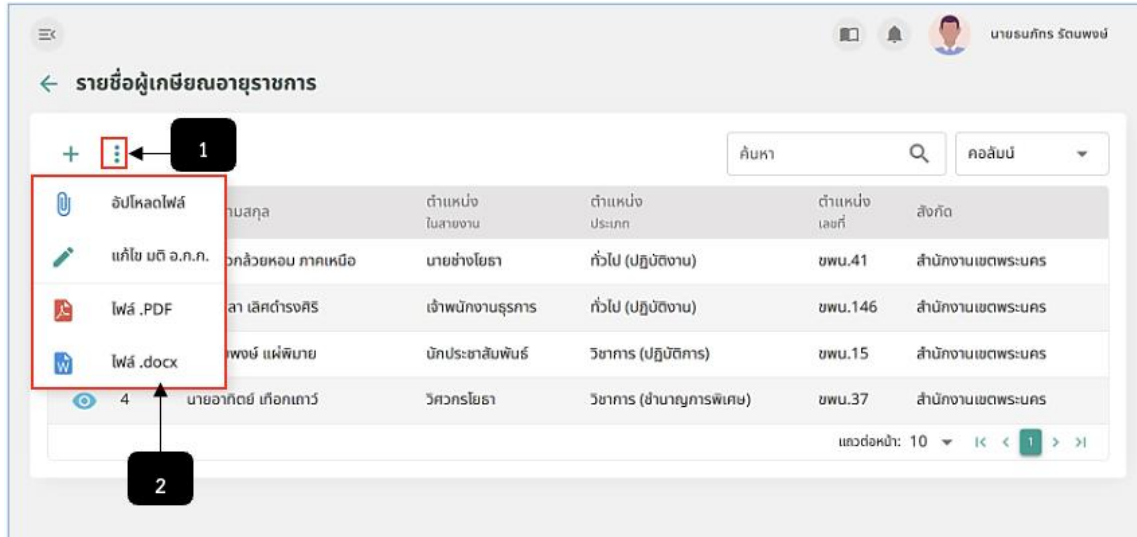 นายธนภัทร รัตนพงษ์
รายชื่อผู้เกษียณอายุราชการ
1
ค้นหา
คอลัมน์
อัปโหลดไฟล์
แก้ไข มติ อ.ก.ก.
ไฟล์ .PDF
ไฟล์ .docx
ามสกุล ตำแหน่ง ตำแหน่ง ตำแหน่ง สังกัด
ในสายงาน ประเภท เลขที่
วกล้วยหอม ภาคเหนือ นายช่างโยธา ทั่วไป (ปฏิบัติงาน) ขพน.41 สำนักงานเขตพระนคร
ลา เลิศดำรงศิริ เจ้าพนักงานธุรการ ทั่วไป (ปฏิบัติงาน) ขพน.146 สำนักงานเขตพระนคร
พงษ์ แผ่พิมาย นักประชาสัมพันธ์ วิชาการ (ปฏิบัติการ) ขพน.15 สำนักงานเขตพระนคร
4 นายอาทิตย์ เทือกเถาว์ วิศวกรโยธา วิชาการ (ชำนาญการพิเศษ) ขพน.37 สำนักงานเขตพระนคร
แถวต่อหน้า: 10 1
2